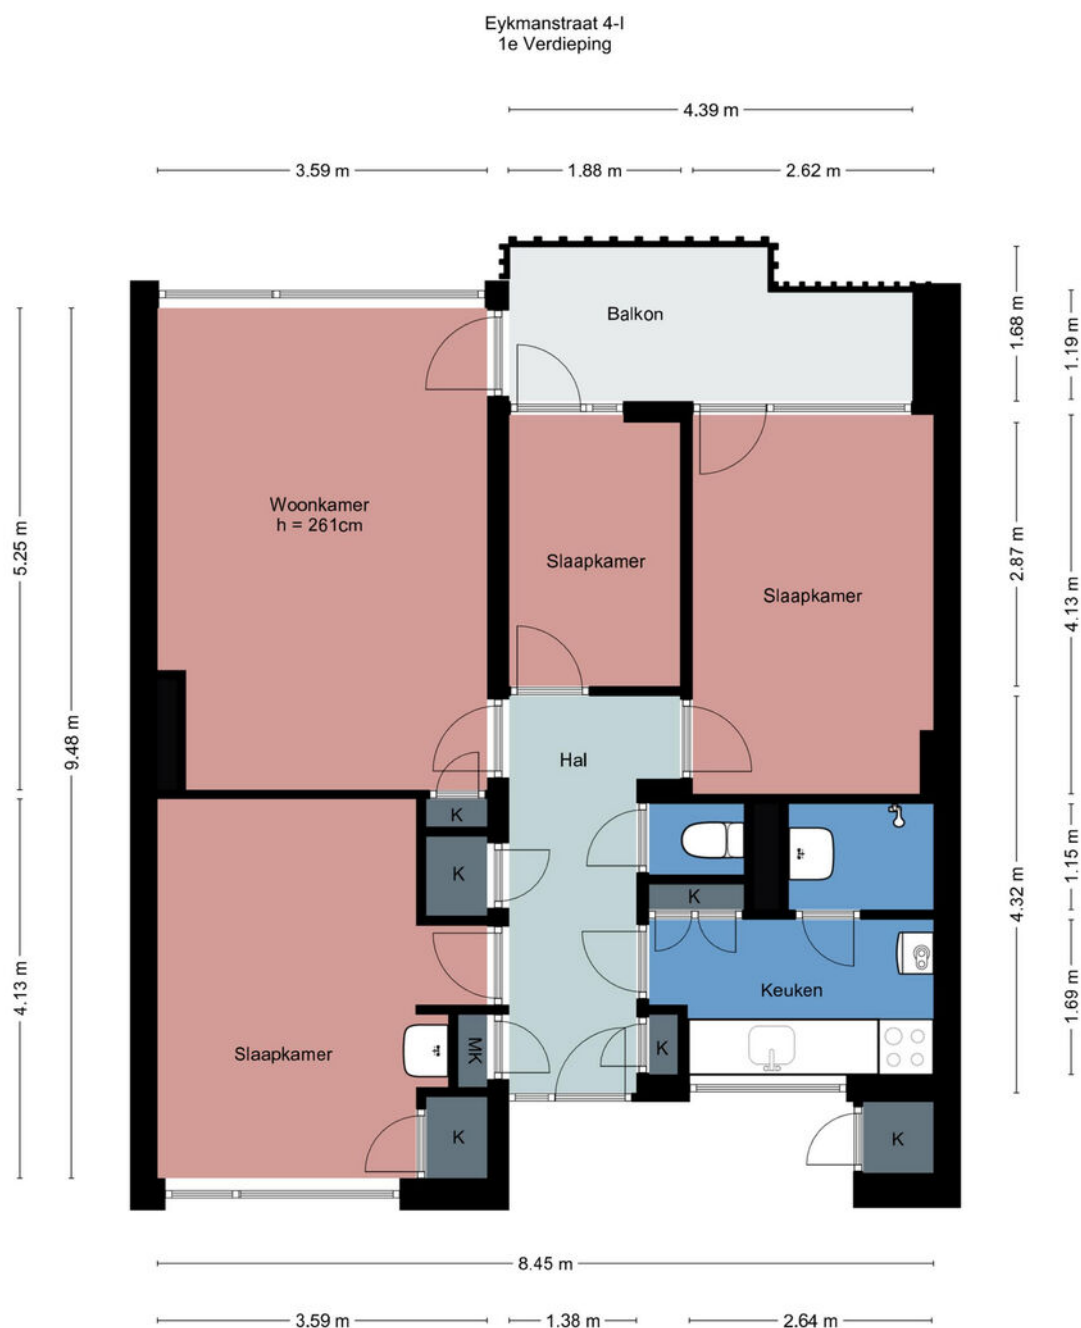 Eykmanstraat 4-I
1e Verdieping
4.39 m
3.59 m
1.88 m
2.62 m
Balkon
1.68 m
1.19 m
Woonkamer
h = 261cm
5.25 m
Slaapkamer
2.87 m
Slaapkamer
4.13 m
9.48 m
Hal
K
K
K
1.15 m
4.32 m
4.13 m
Keuken
1.69 m
Slaapkamer
MK
K
K
K
8.45 m
3.59 m
1.38 m
2.64 m